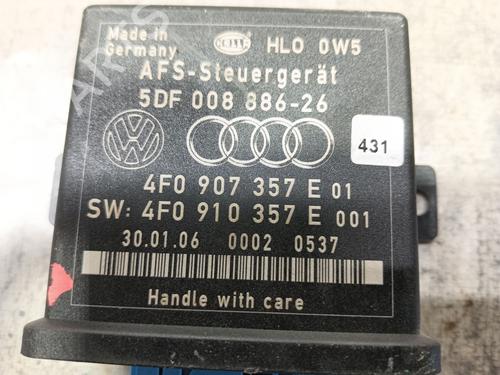 Made in
Germany
HELLA
HLO 0W5
AFS-Steuergerät
5DF 008 886-26
431
4F0 907 357 E 01
SW: 4F0 910 357 E 001
30.01.06 0002 0537
Handle with care